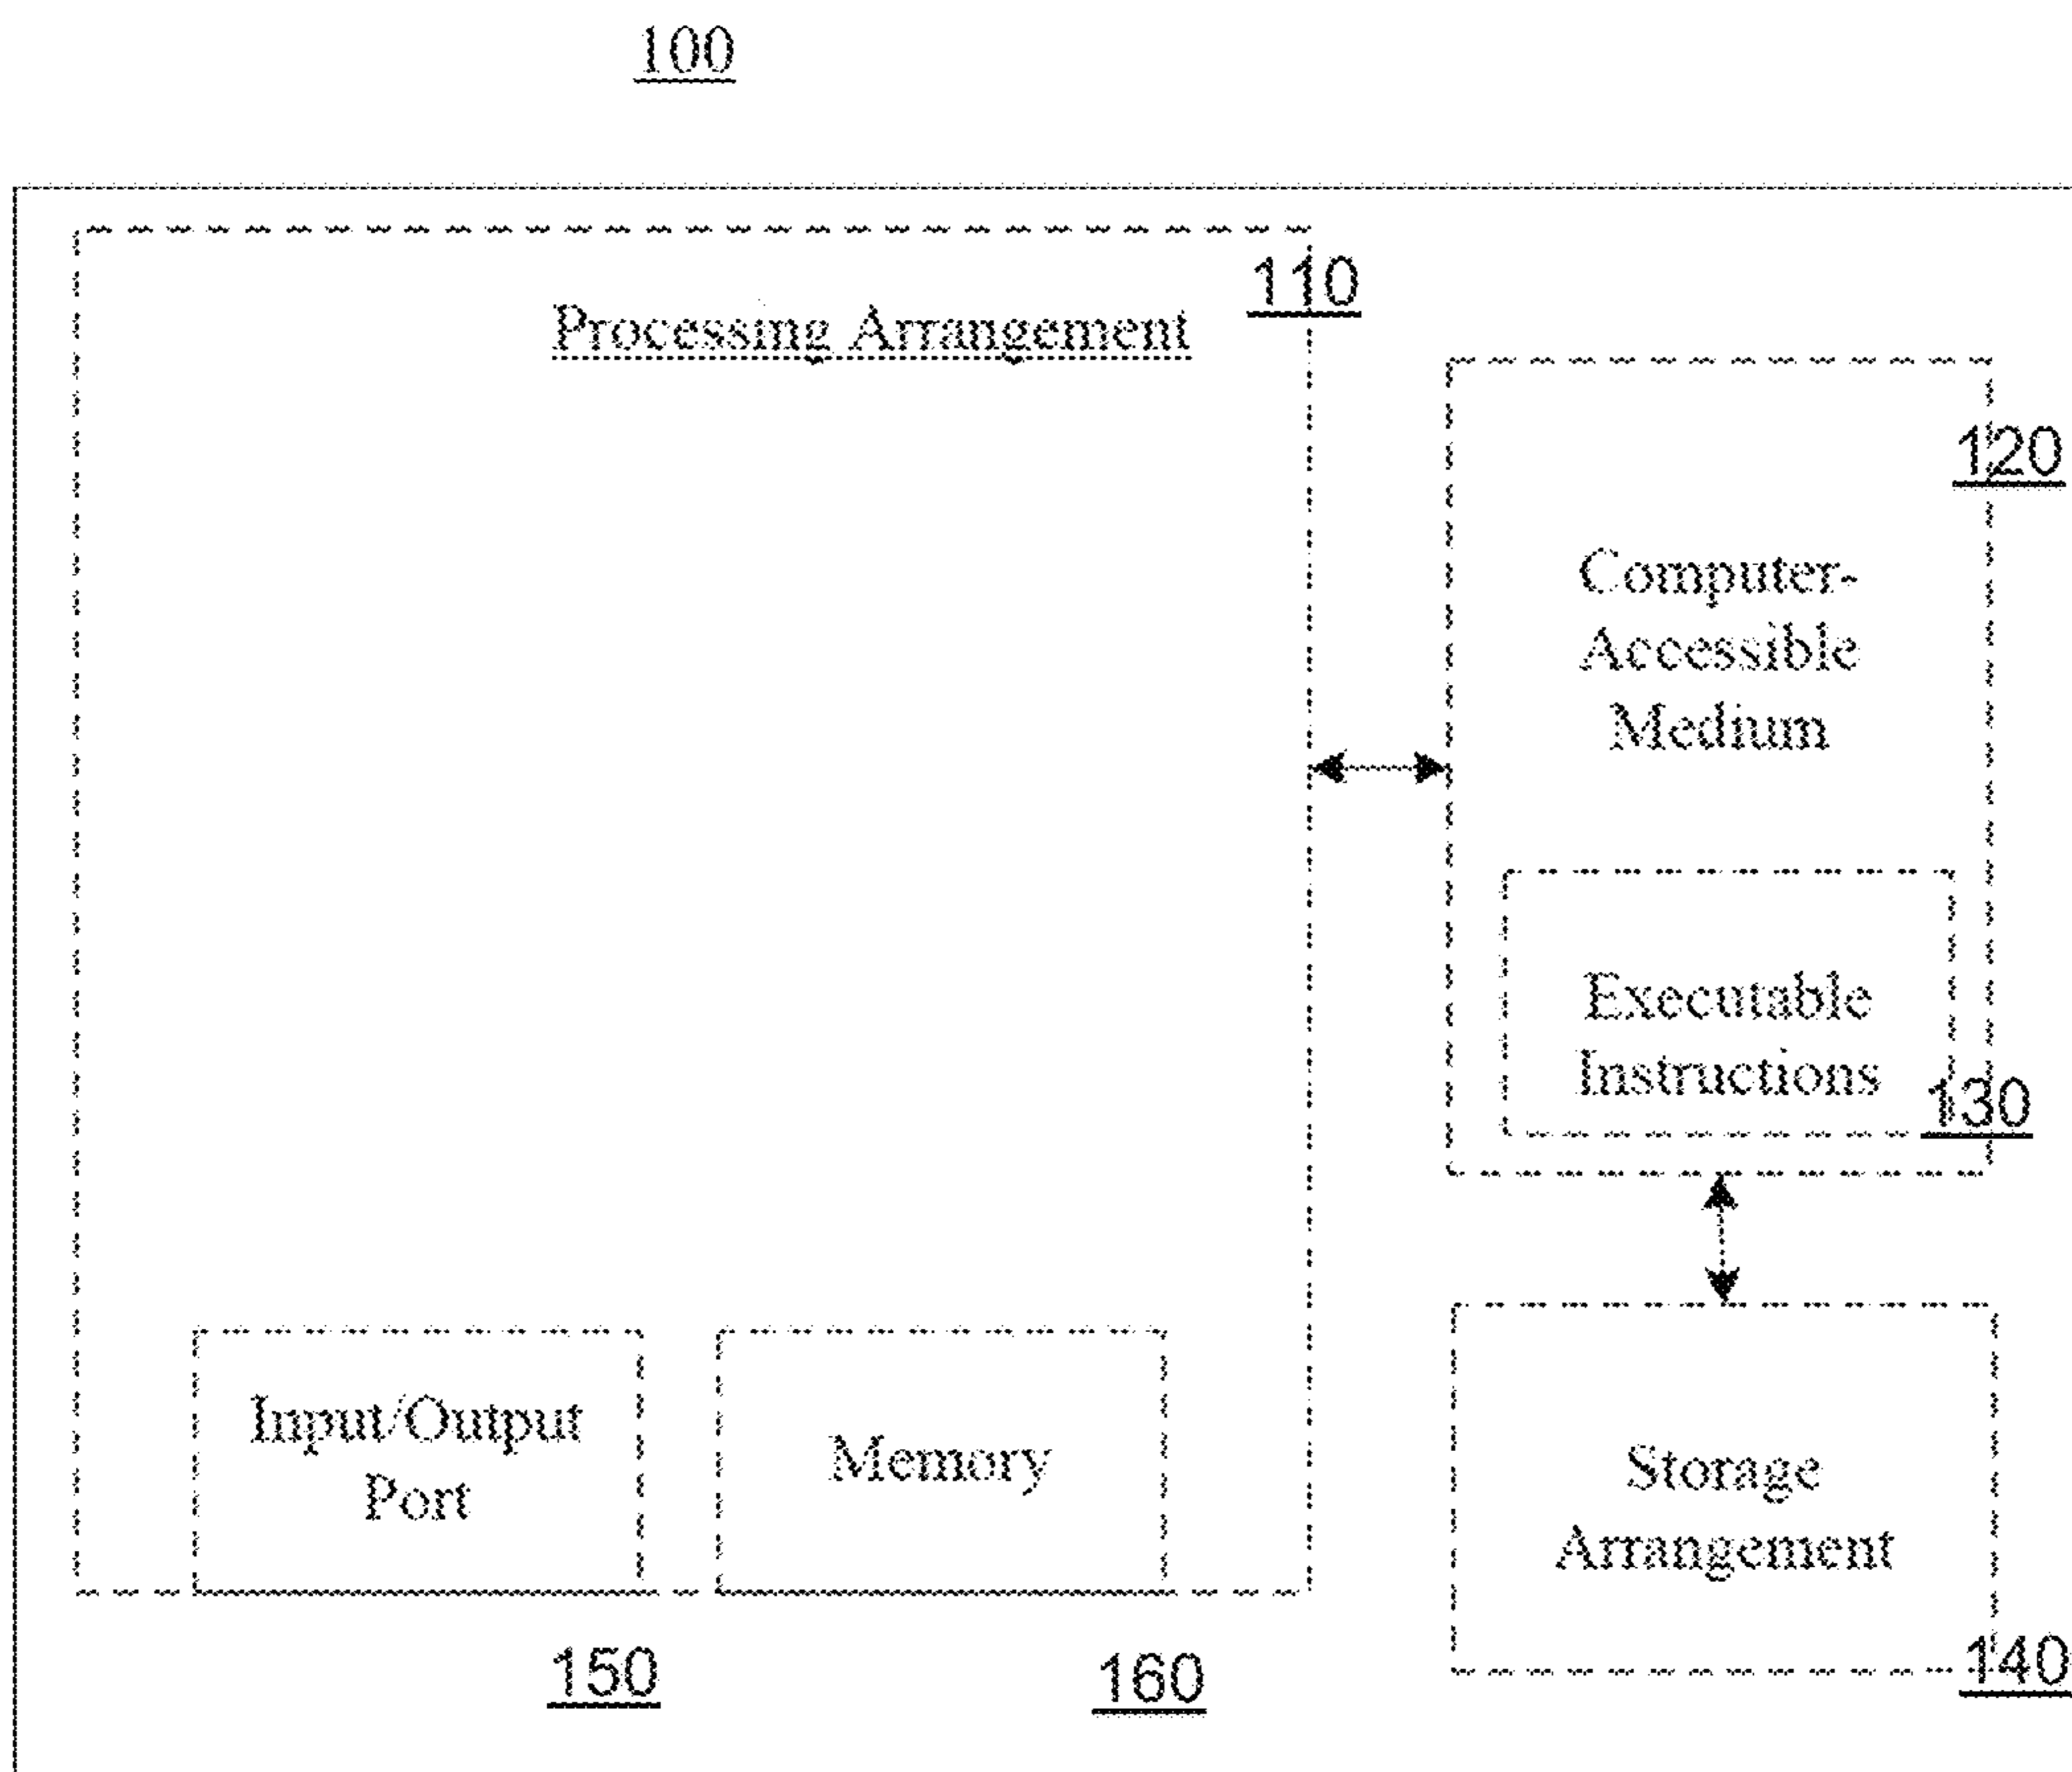 100
110
Processing Arrangement
120
Computer-
Accessible
Medium
Executable
Instructions
130
Input/Output
Port
Memory
Storage
Arrangement
140
150
160